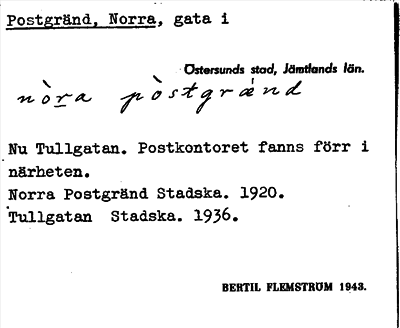 Postgränd, Norra, gata i
Östersunds stad, Jämtlands län.
nòra pòstgränd
Nu Tullgatan. Postkontoret fanns förr i
närheten.
Norra Postgränd Stadska. 1920.
Tullgatan Stadska. 1936.
BERTIL FLEMSTRÖM 1943.